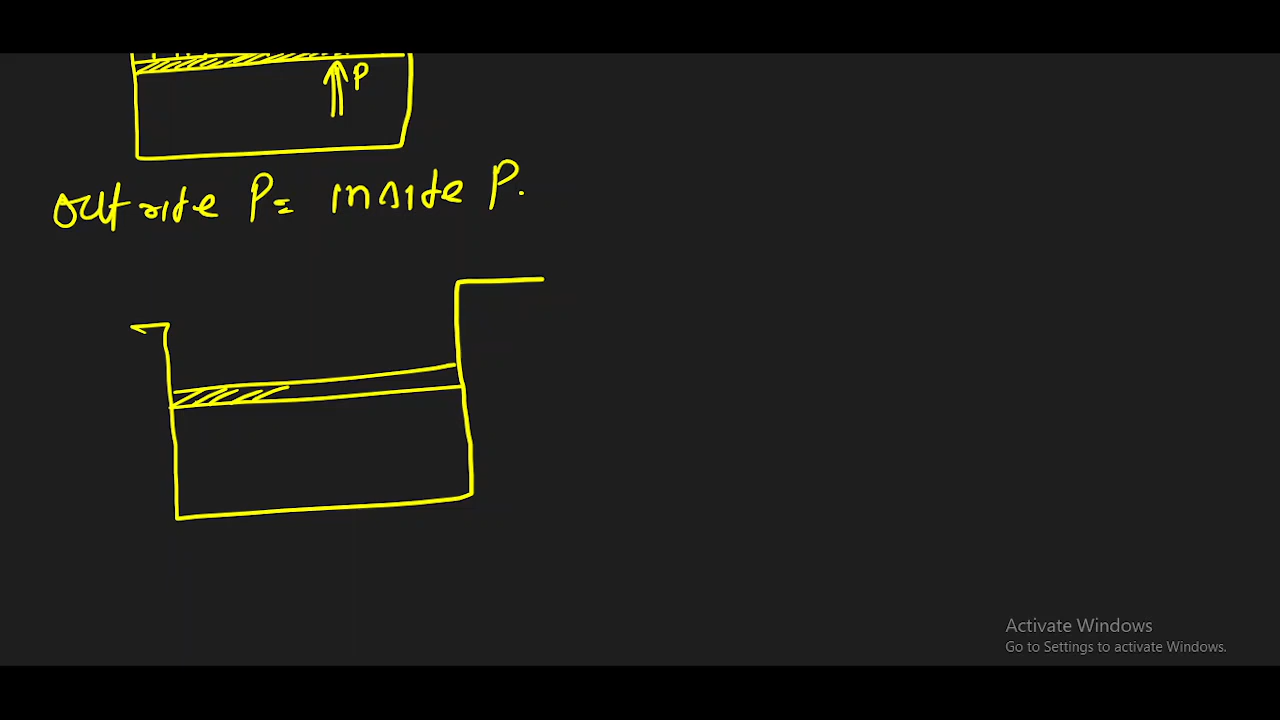 P
outside P= inside P.
Activate Windows
Go to Settings to activate Windows.